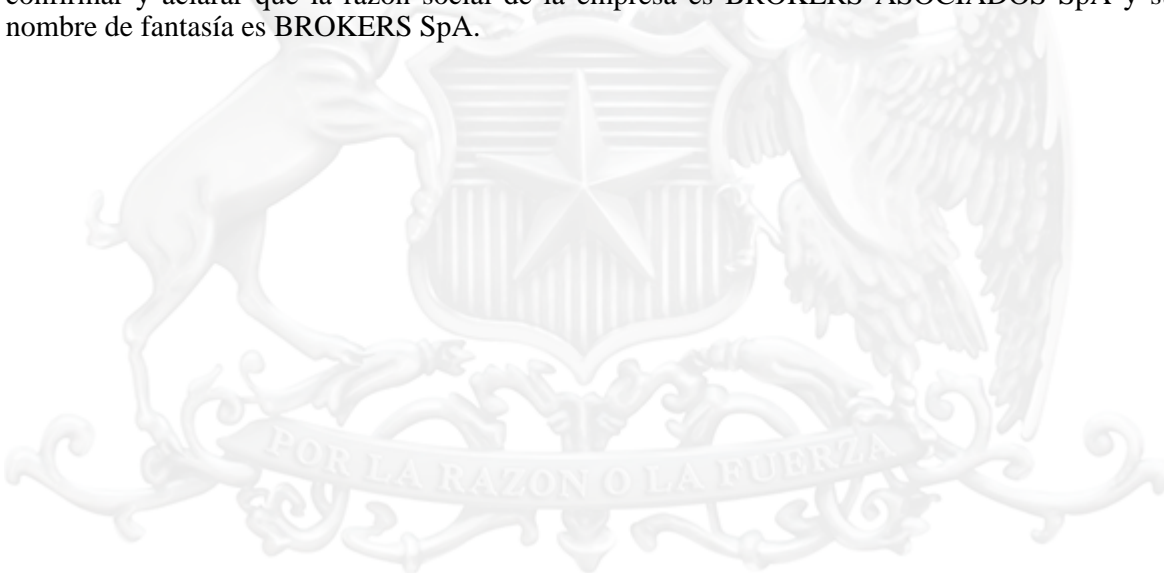 confirmar y aclarar que la razón social de la empresa es BROKERS ASOCIADOS SpA y
nombre de fantasía es BROKERS SpA.
POR LA RAZON O LA FUERZA